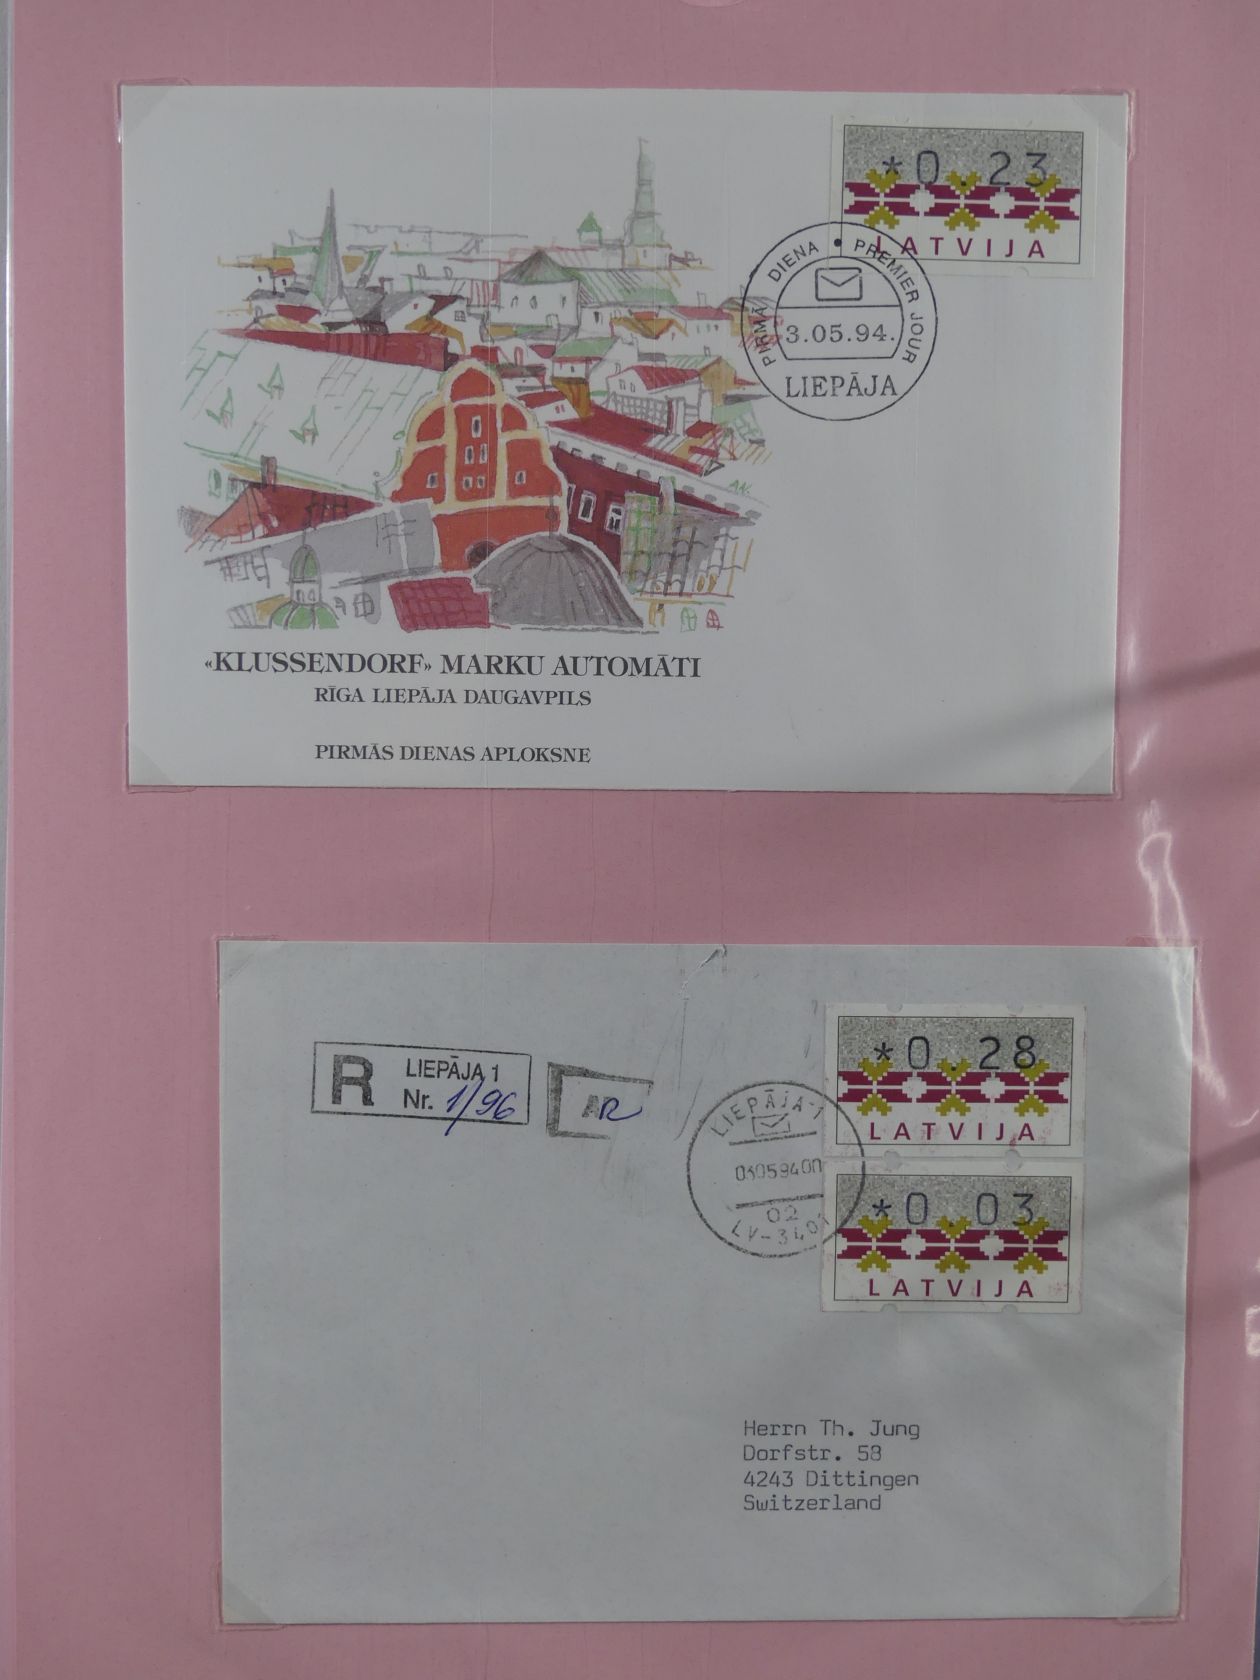 *0.23
LATVIJA
PIRMĀ DIENA • PREMIER JOUR
3.05.94.
LIEPĀJA
AK.
«KLUSSENDORF» MARKU AUTOMĀTI
RĪGA LIEPĀJA DAUGAVPILS
PIRMĀS DIENAS APLOKSNE
R LIEPĀJA 1
Nr. 1/96
AR
*0.28
LATVIJA
LIEPĀJA-1
03059400
02
LV-3401
*0.03
LATVIJA
Herrn Th. Jung
Dorfstr. 58
4243 Dittingen
Switzerland